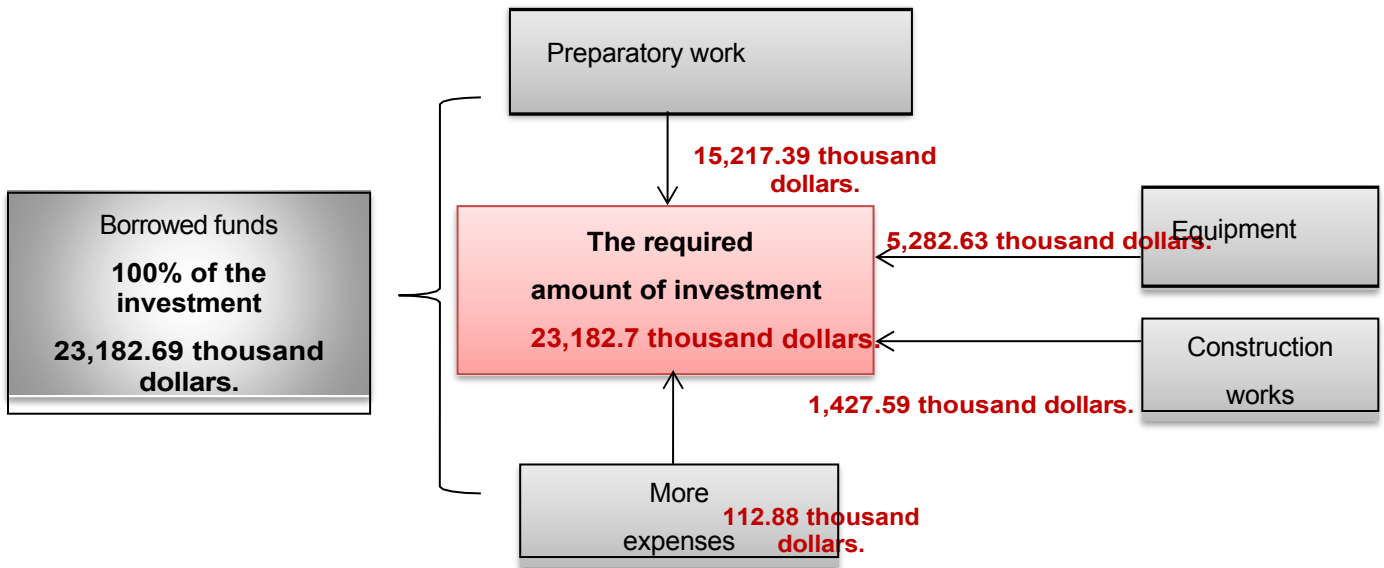 Preparatory work
15,217.39 thousand
dollars.
Borrowed funds
100% of the
investment
23,182.69 thousand
dollars.
The required
amount of investment
23,182.7 thousand dollars.
5,282.63 thousand dollars.
Equipment
Construction
works
1,427.59 thousand dollars.
More
expenses
112.88 thousand
dollars.